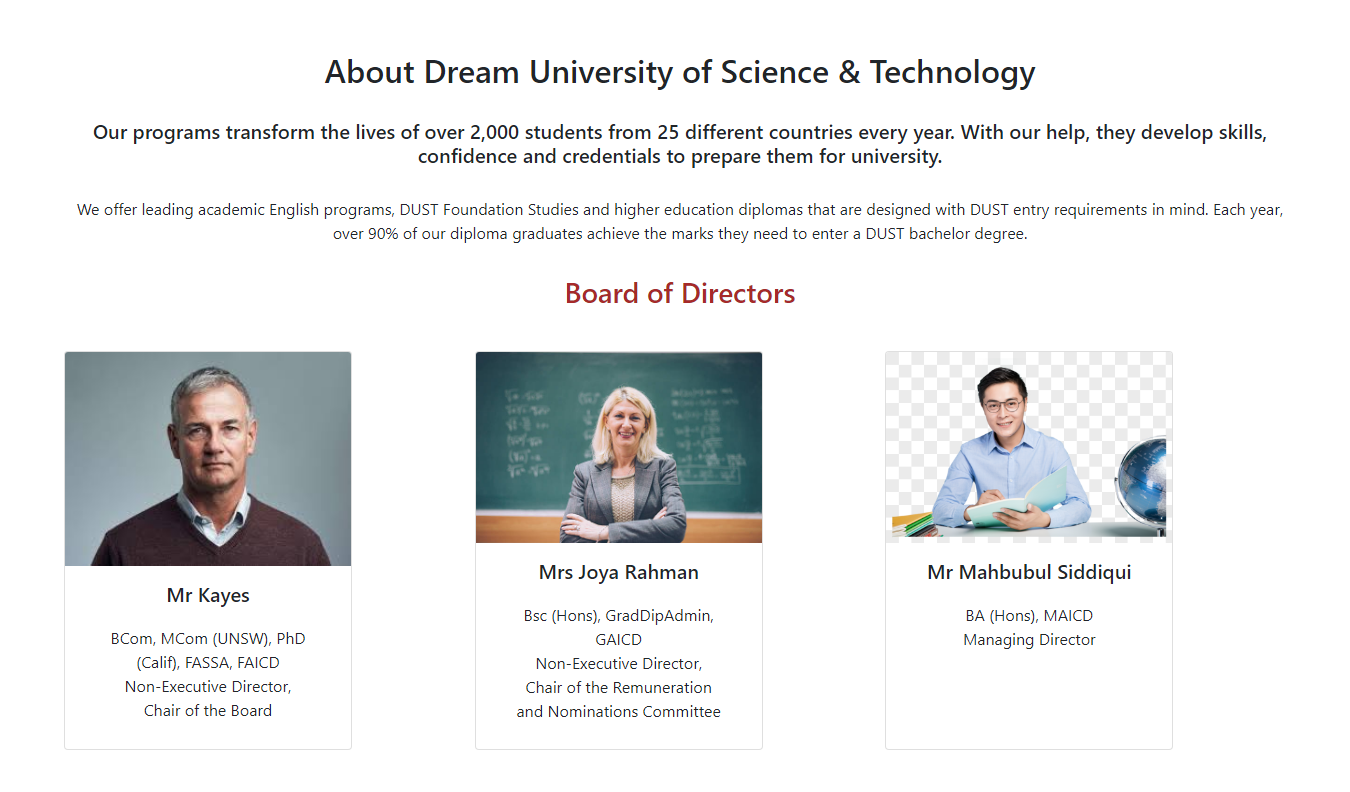 About Dream University of Science & Technology
Our programs transform the lives of over 2,000 students from 25 different countries every year. With our help, they develop skills,
confidence and credentials to prepare them for university.
We offer leading academic English programs, DUST Foundation Studies and higher education diplomas that are designed with DUST entry requirements in mind. Each year,
over 90% of our diploma graduates achieve the marks they need to enter a DUST bachelor degree.
Board of Directors
Mr Kayes
BCom, MCom (UNSW), PhD
(Calif), FASSA, FAICD
Non-Executive Director,
Chair of the Board
Mrs Joya Rahman
Bsc (Hons), GradDipAdmin,
GAICD
Non-Executive Director,
Chair of the Remuneration
and Nominations Committee
Mr Mahbubul Siddiqui
BA (Hons), MAICD
Managing Director